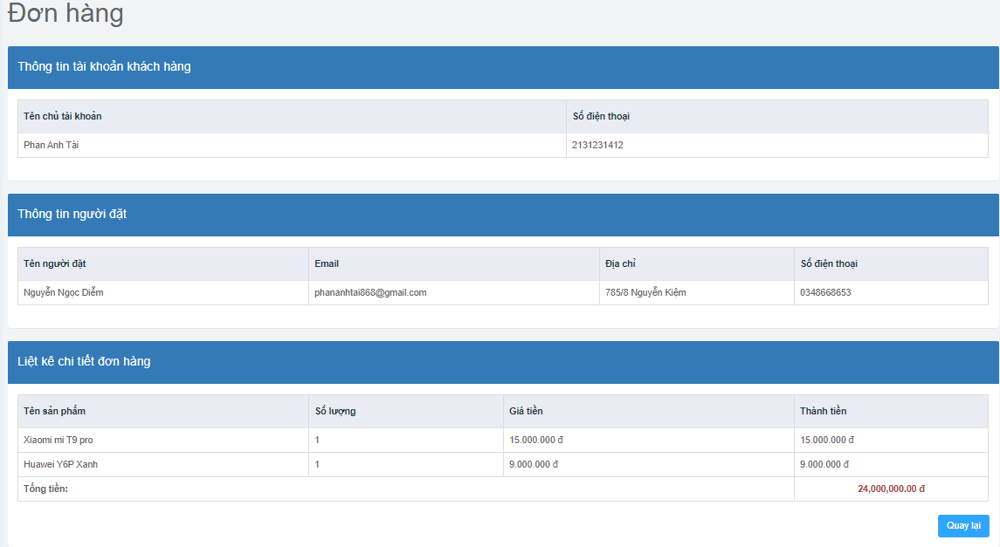 Đơn hàng
Thông tin tài khoản khách hàng
Tên chủ tài khoản Số điện thoại
Phan Anh Tài 2131231412
Thông tin người đặt
Tên người đặt Email Địa chỉ Số điện thoại
Nguyễn Ngọc Diễm phananhtai868@gmail.com 785/8 Nguyễn Kiệm 0348668653
Liệt kê chi tiết đơn hàng
Tên sản phẩm Số lượng Giá tiền Thành tiền
Xiaomi mi T9 pro 1 15.000.000 đ 15.000.000 đ
Huawei Y6P Xanh 1 9.000.000 đ 9.000.000 đ
Tổng tiền: 24,000,000.00 đ
Quay lại